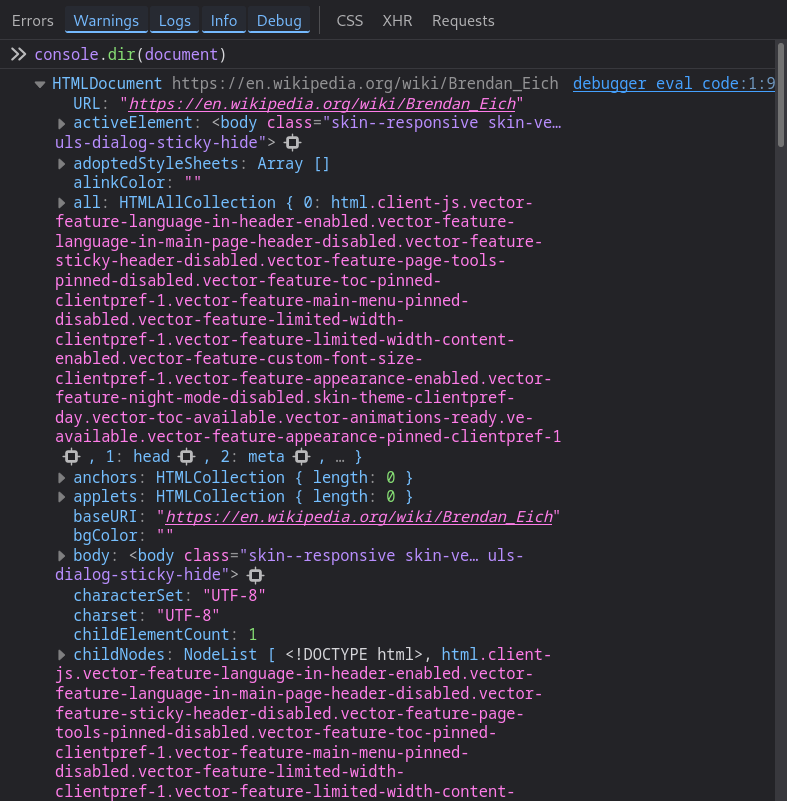 Errors Warnings Logs Info Debug CSS XHR Requests
console.dir(document)
HTMLDocument https://en.wikipedia.org/wiki/Brendan_Eich debugger eval code:1:9
URL: "https://en.wikipedia.org/wiki/Brendan_Eich"
activeElement: <body class="skin--responsive skin-ve…
uls-dialog-sticky-hide">
adoptedStyleSheets: Array []
alinkColor: ""
all: HTMLAllCollection { 0: html.client-js.vector-
feature-language-in-header-enabled.vector-feature-
language-in-main-page-header-disabled.vector-feature-
sticky-header-disabled.vector-feature-page-tools-
pinned-disabled.vector-feature-toc-pinned-
clientpref-1.vector-feature-main-menu-pinned-
disabled.vector-feature-limited-width-
clientpref-1.vector-feature-limited-width-content-
enabled.vector-feature-custom-font-size-
clientpref-1.vector-feature-appearance-enabled.vector-
feature-night-mode-disabled.skin-theme-clientpref-
day.vector-toc-available.vector-animations-ready.ve-
available.vector-feature-appearance-pinned-clientpref-1
, 1: head , 2: meta , … }
anchors: HTMLCollection { length: 0 }
applets: HTMLCollection { length: 0 }
baseURI: "https://en.wikipedia.org/wiki/Brendan_Eich"
bgColor: ""
body: <body class="skin--responsive skin-ve… uls-
dialog-sticky-hide">
characterSet: "UTF-8"
charset: "UTF-8"
childElementCount: 1
childNodes: NodeList [ <!DOCTYPE html>, html.client-
js.vector-feature-language-in-header-enabled.vector-
feature-language-in-main-page-header-disabled.vector-
feature-sticky-header-disabled.vector-feature-page-
tools-pinned-disabled.vector-feature-toc-pinned-
clientpref-1.vector-feature-main-menu-pinned-
disabled.vector-feature-limited-width-
clientpref-1.vector-feature-limited-width-content-